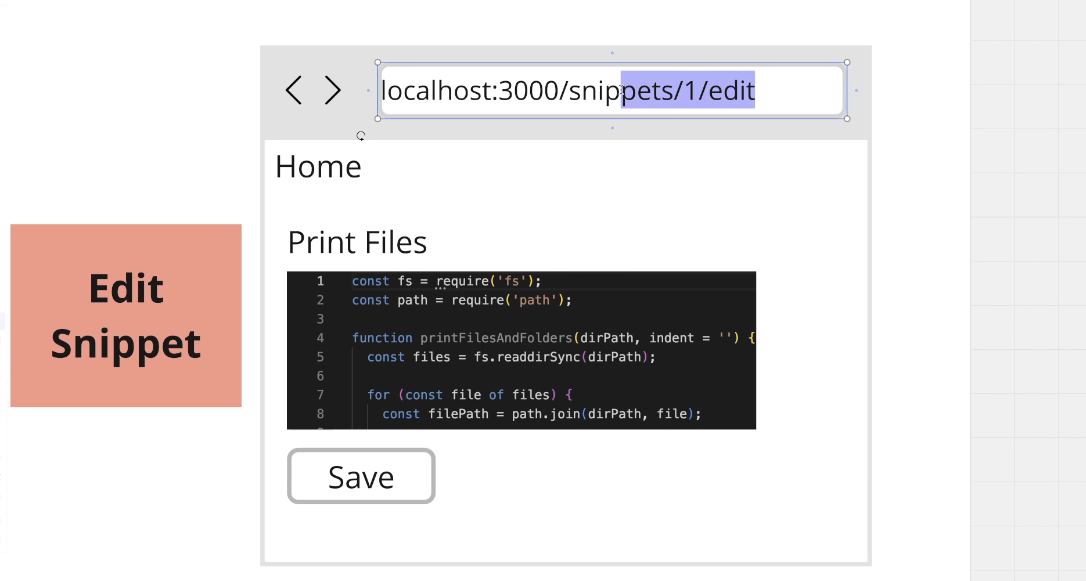 localhost:3000/snippets/1/edit
Home
Edit
Snippet
Print Files
1 const fs = require('fs');
2 const path = require('path');
3
4 function printFilesAndFolders(dirPath, indent = '') {
5 const files = fs.readdirSync(dirPath);
6
7 for (const file of files) {
8 const filePath = path.join(dirPath, file);
Save